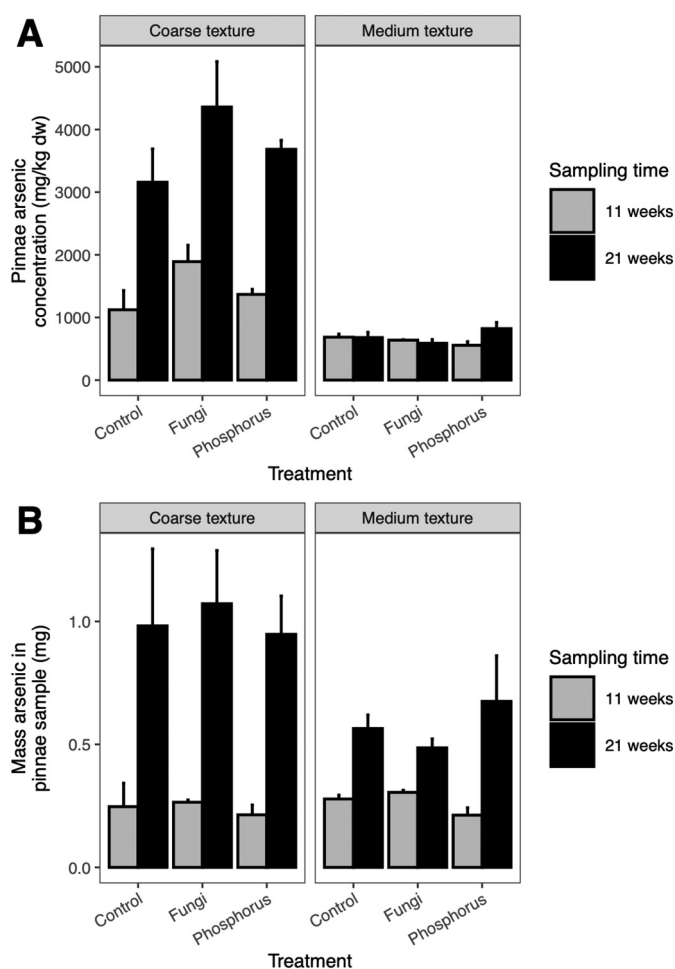 A
Coarse texture
Medium texture
Pinnae arsenic
concentration (mg/kg dw)
5000
4000
3000
2000
1000
0
Control
Fungi
Phosphorus
Control
Fungi
Phosphorus
Treatment
Sampling time
11 weeks
21 weeks
B
Coarse texture
Medium texture
Mass arsenic in
pinnae sample (mg)
1.0
0.5
0.0
Control
Fungi
Phosphorus
Control
Fungi
Phosphorus
Treatment
Sampling time
11 weeks
21 weeks